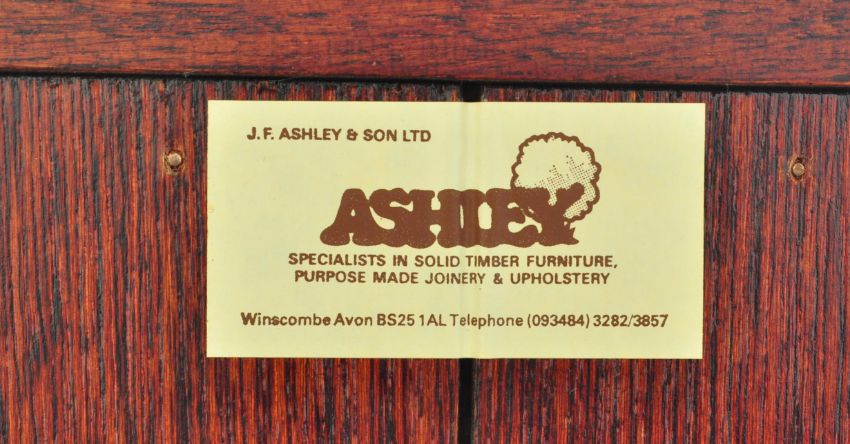 J.F. ASHLEY & SON LTD
ASHLEY
SPECIALISTS IN SOLID TIMBER FURNITURE,
PURPOSE MADE JOINERY & UPHOLSTERY
Winscombe Avon BS25 1AL Telephone (093484) 3282/3857